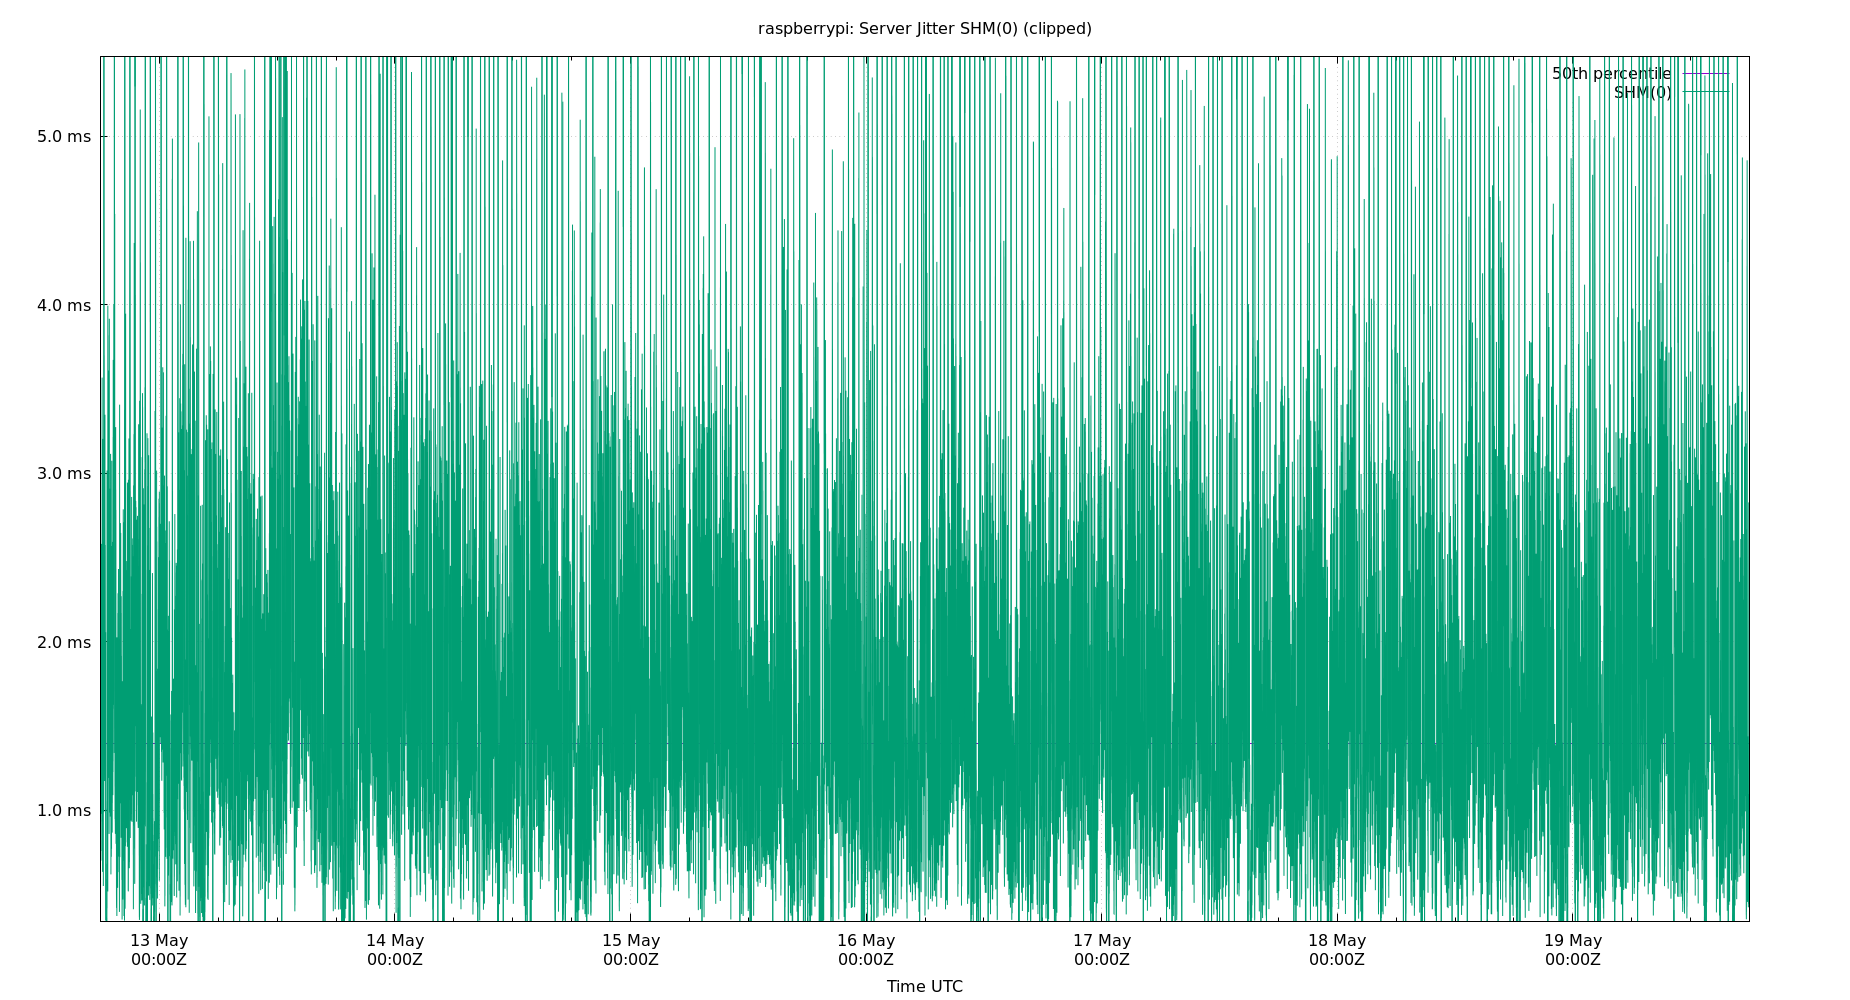 raspberrypi: Server Jitter SHM(0) (clipped)
50th percentile
SHM(0)
5.0 ms
4.0 ms
3.0 ms
2.0 ms
1.0 ms
13 May 14 May 15 May 16 May 17 May 18 May 19 May
00:00Z 00:00Z 00:00Z 00:00Z 00:00Z 00:00Z 00:00Z
Time UTC